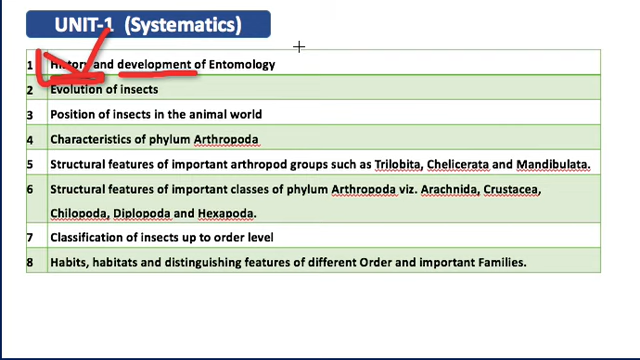 UNIT-1 (Systematics)
1 History and development of Entomology
2 Evolution of insects
3 Position of insects in the animal world
4 Characteristics of phylum Arthropoda
5 Structural features of important arthropod groups such as Trilobita, Chelicerata and Mandibulata.
6 Structural features of important classes of phylum Arthropoda viz. Arachnida, Crustacea,
Chilopoda, Diplopoda and Hexapoda.
7 Classification of insects up to order level
8 Habits, habitats and distinguishing features of different Order and important Families.